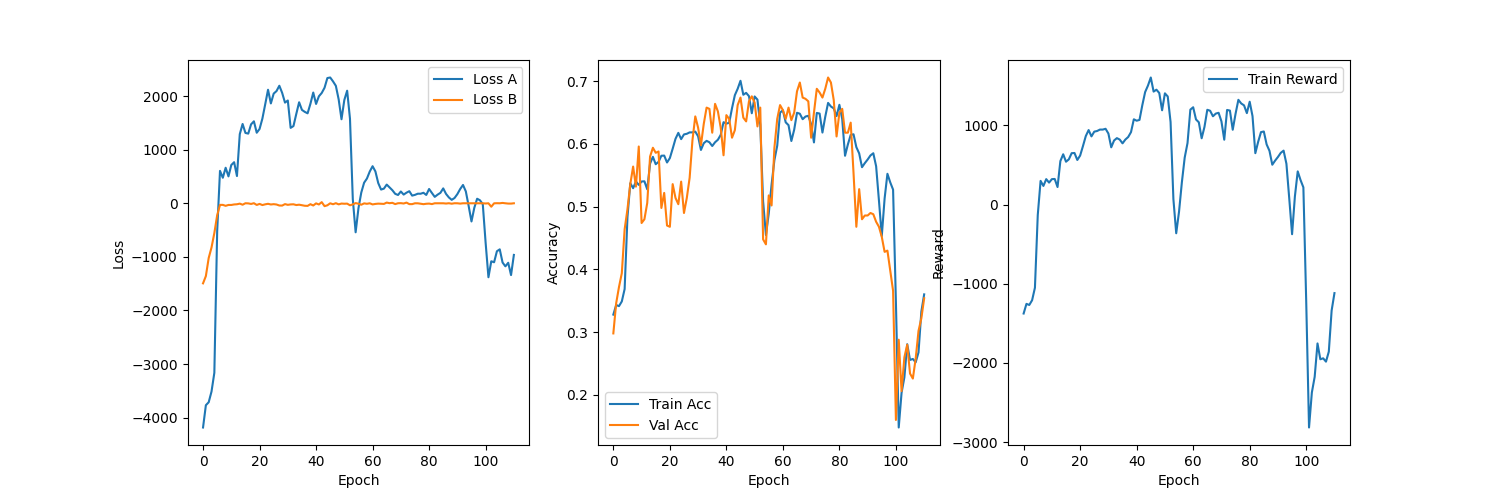 Loss A
Loss B
2000
1000
0
−1000
−2000
−3000
−4000
Loss
0 20 40 60 80 100
Epoch
0.7
0.6
0.5
0.4
0.3
0.2
Accuracy
Train Acc
Val Acc
0 20 40 60 80 100
Epoch
Train Reward
1000
0
−1000
−2000
−3000
Reward
0 20 40 60 80 100
Epoch